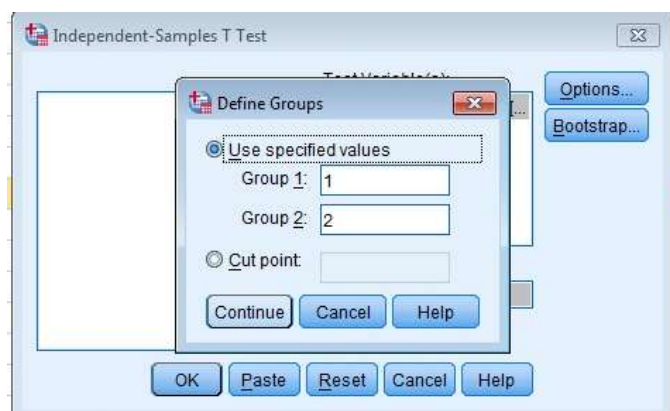 Independent-Samples T Test
Options...
Bootstrap...
Define Groups
Use specified values
Group 1: 1
Group 2: 2
Cut point:
Continue Cancel Help
OK Paste Reset Cancel Help